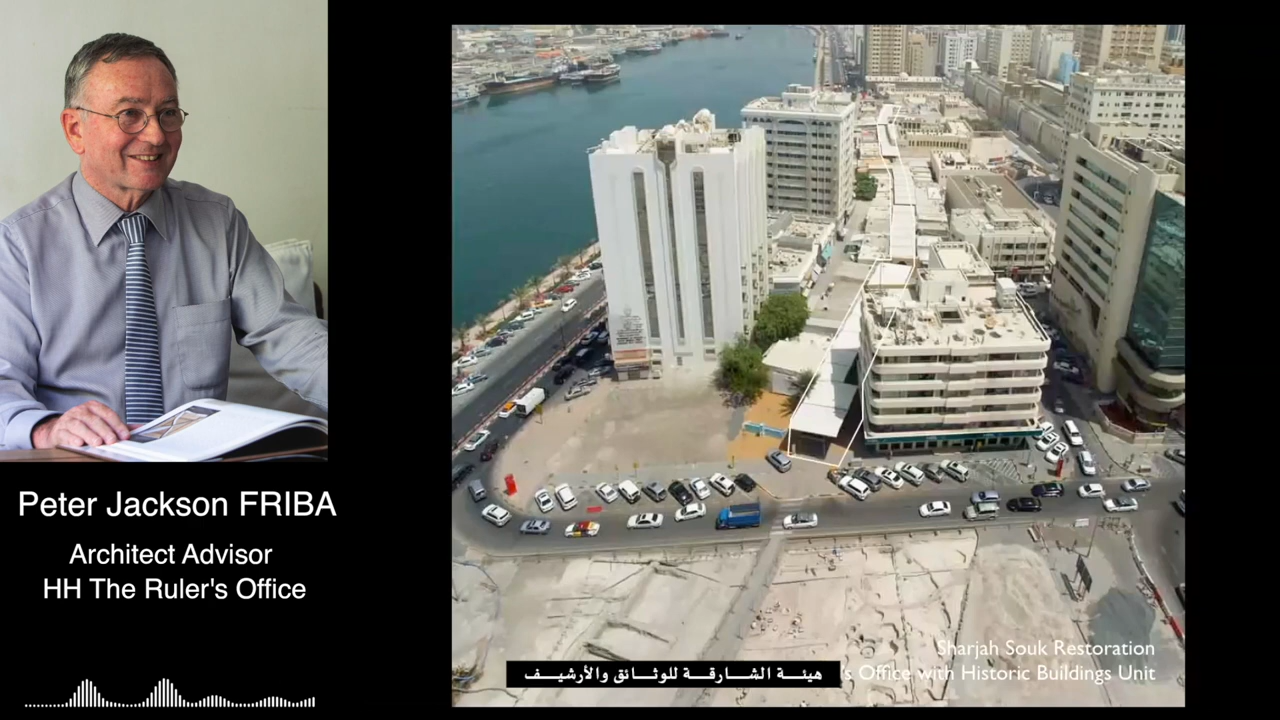 Peter Jackson FRIBA
Architect Advisor
HH The Ruler's Office
Sharjah Souk Restoration
's Office with Historic Buildings Unit
هيئة الشارقة للوثائق والأرشيف